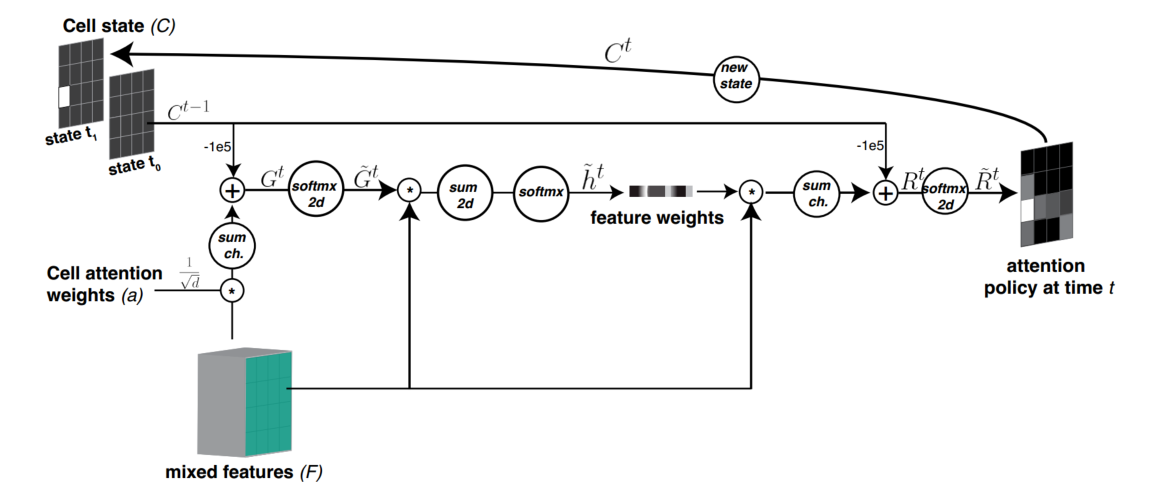 Cell state (C)
C^t
new
state
C^{t-1}
state t_1
state t_0
-1e5
-1e5
+
G^t
softmx
2d
\tilde{G}^t
*
sum
2d
softmx
\tilde{h}^t
feature weights
*
sum
ch.
+
R^t
softmx
2d
\tilde{R}^t
sum
ch.
attention
policy at time t
Cell attention
weights (a)
\frac{1}{\sqrt{d}}
*
mixed features (F)